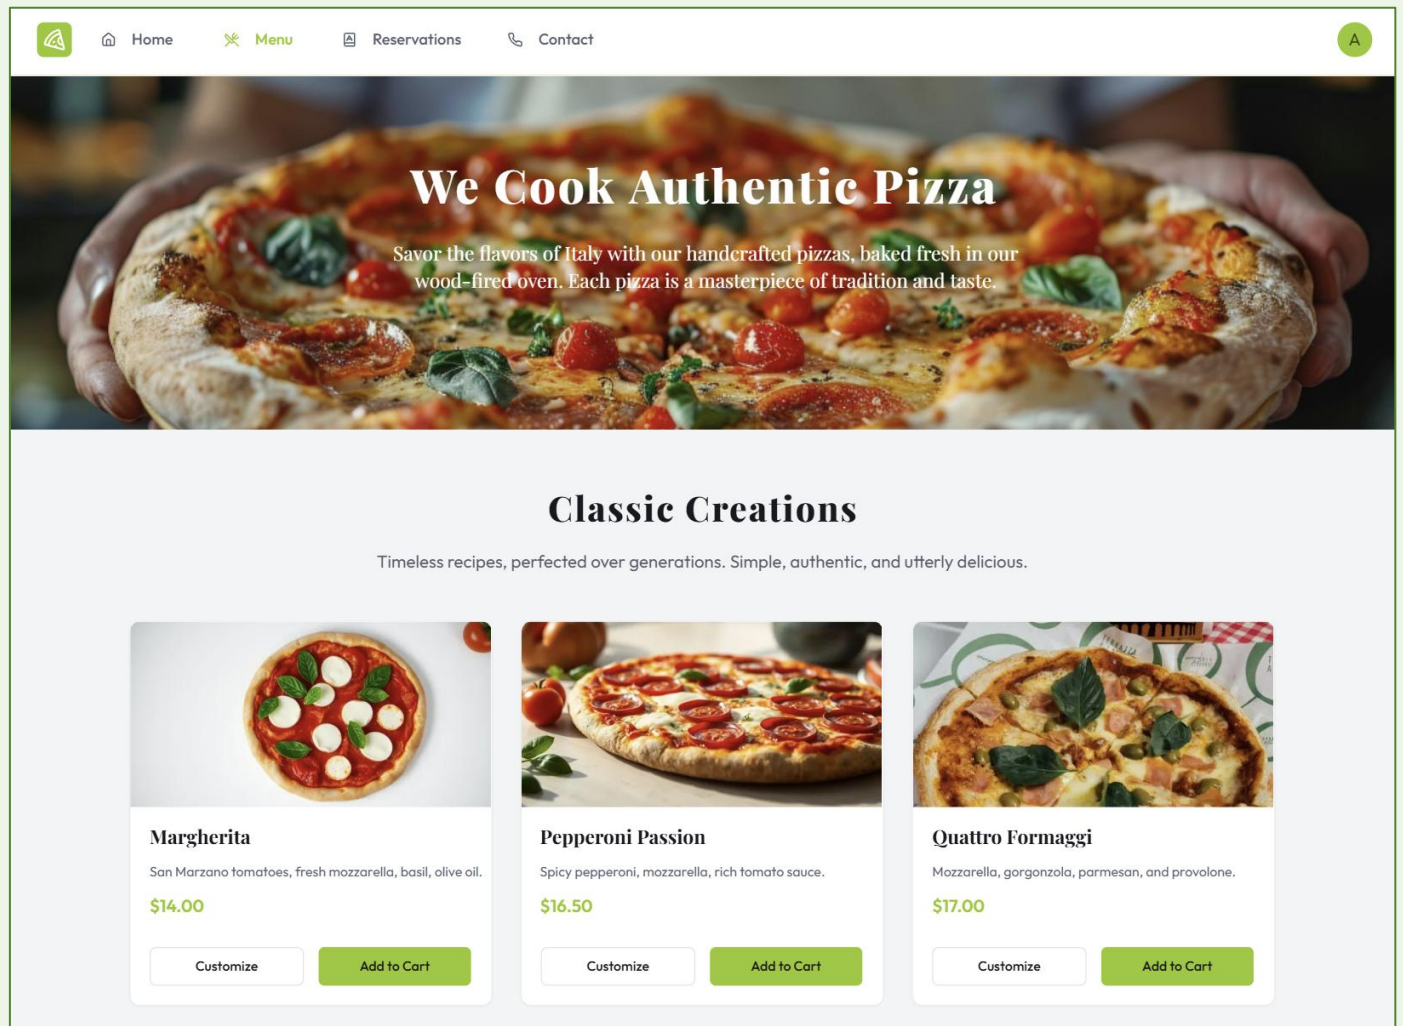 Home
Menu
Reservations
Contact
A
We Cook Authentic Pizza
Savor the flavors of Italy with our handcrafted pizzas, baked fresh in our
wood-fired oven. Each pizza is a masterpiece of tradition and taste.
Classic Creations
Timeless recipes, perfected over generations. Simple, authentic, and utterly delicious.
Margherita
San Marzano tomatoes, fresh mozzarella, basil, olive oil.
$14.00
Customize
Add to Cart
Pepperoni Passion
Spicy pepperoni, mozzarella, rich tomato sauce.
$16.50
Customize
Add to Cart
Quattro Formaggi
Mozzarella, gorgonzola, parmesan, and provolone.
$17.00
Customize
Add to Cart